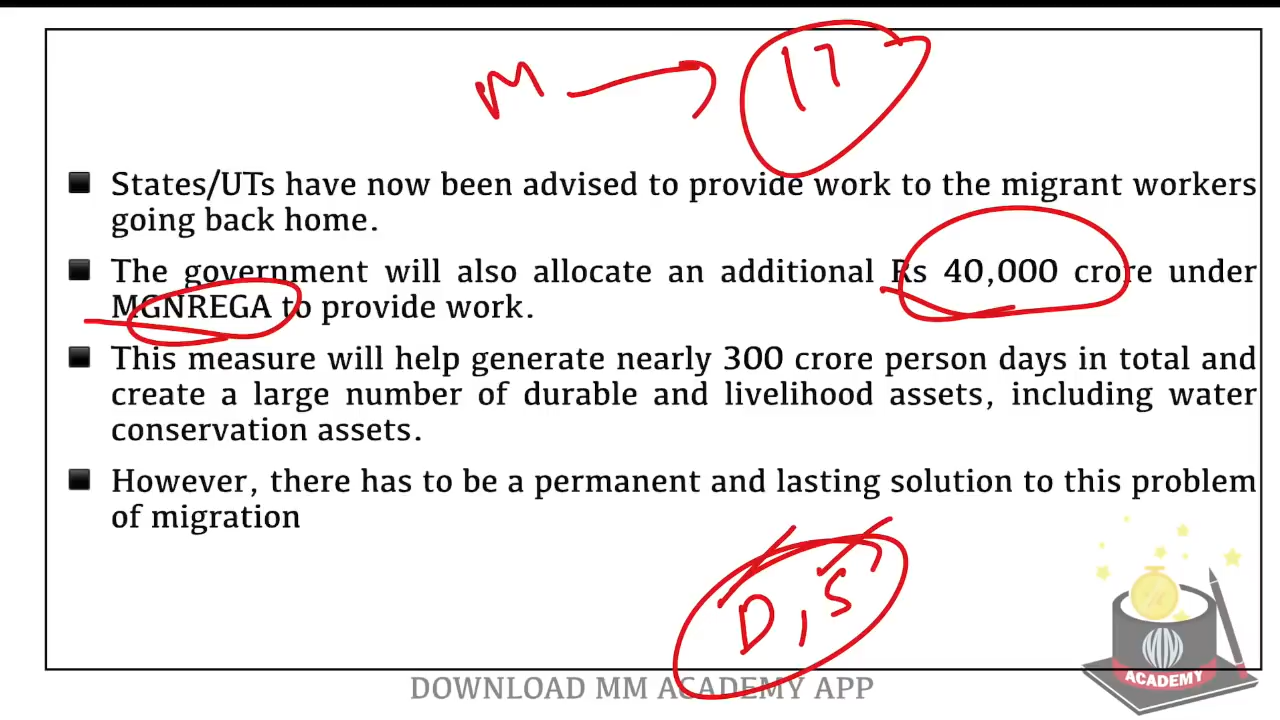 M → 17
■ States/UTs have now been advised to provide work to the migrant workers
going back home.
■ The government will also allocate an additional Rs 40,000 crore under
MGNREGA to provide work.
■ This measure will help generate nearly 300 crore person days in total and
create a large number of durable and livelihood assets, including water
conservation assets.
■ However, there has to be a permanent and lasting solution to this problem
of migration
D, S
MM
ACADEMY
DOWNLOAD MM ACADEMY APP